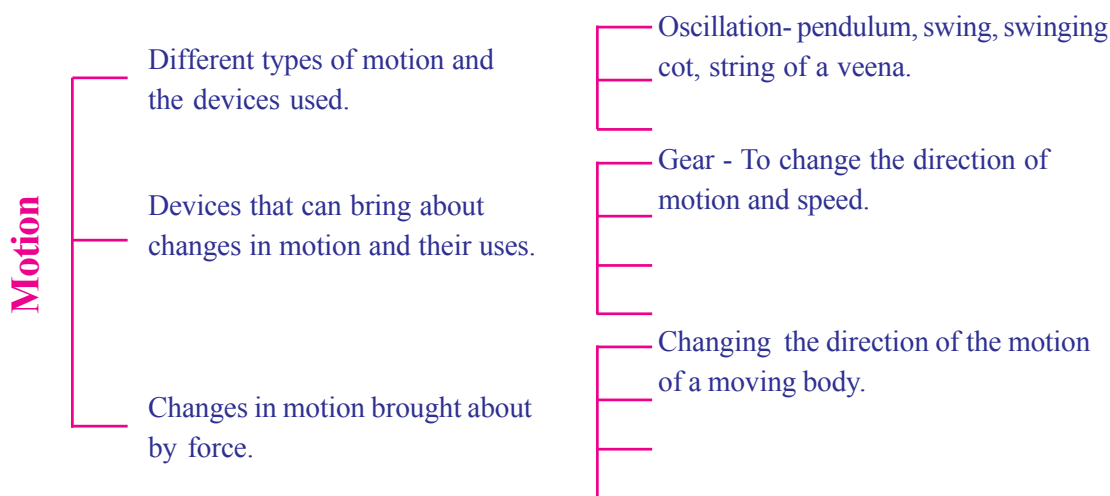 Motion
Different types of motion and
the devices used.
Oscillation- pendulum, swing, swinging
cot, string of a veena.
Devices that can bring about
changes in motion and their uses.
Gear - To change the direction of
motion and speed.
Changes in motion brought about
by force.
Changing the direction of the motion
of a moving body.